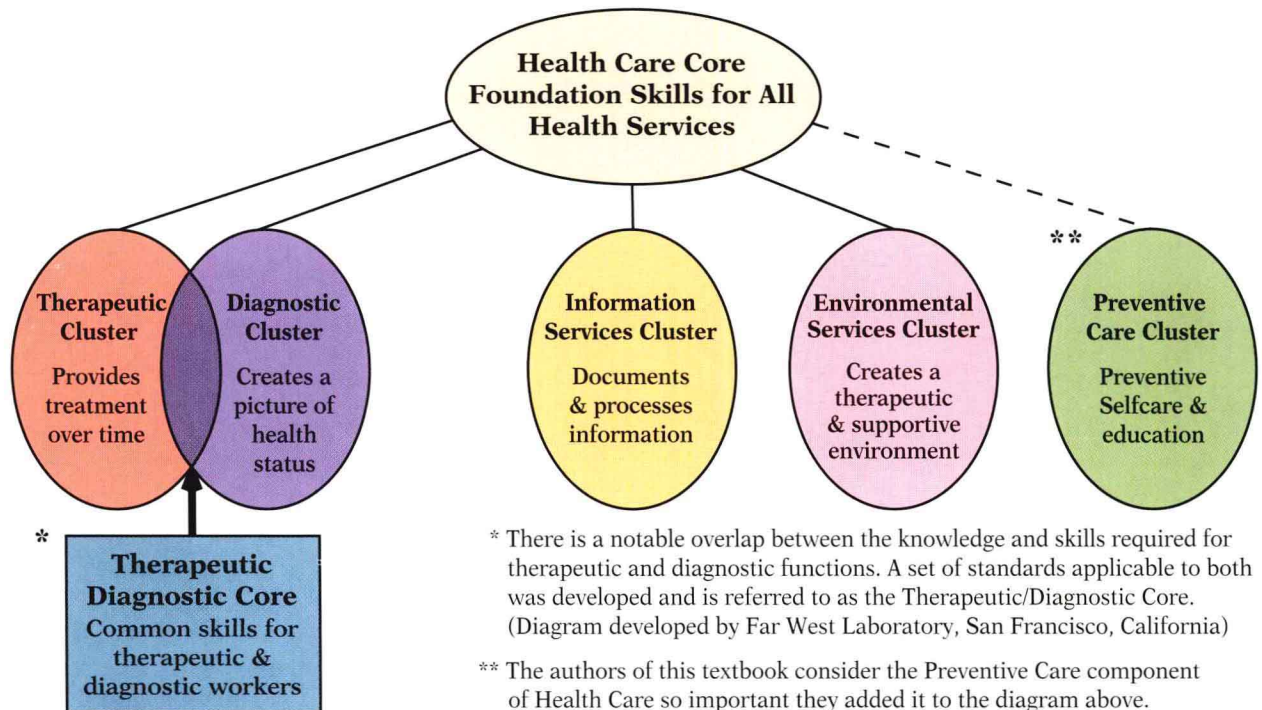 Health Care Core
Foundation Skills for All
Health Services
Therapeutic
Cluster
Provides
treatment
over time
Diagnostic
Cluster
Creates a
picture of
health
status
Information
Services Cluster
Documents
& processes
information
Environmental
Services Cluster
Creates a
therapeutic
& supportive
environment
**
Preventive
Care Cluster
Preventive
Selfcare &
education
*
Therapeutic
Diagnostic Core
Common skills for
therapeutic &
diagnostic workers
* There is a notable overlap between the knowledge and skills required for
therapeutic and diagnostic functions. A set of standards applicable to both
was developed and is referred to as the Therapeutic/Diagnostic Core.
(Diagram developed by Far West Laboratory, San Francisco, California)
** The authors of this textbook consider the Preventive Care component
of Health Care so important they added it to the diagram above.